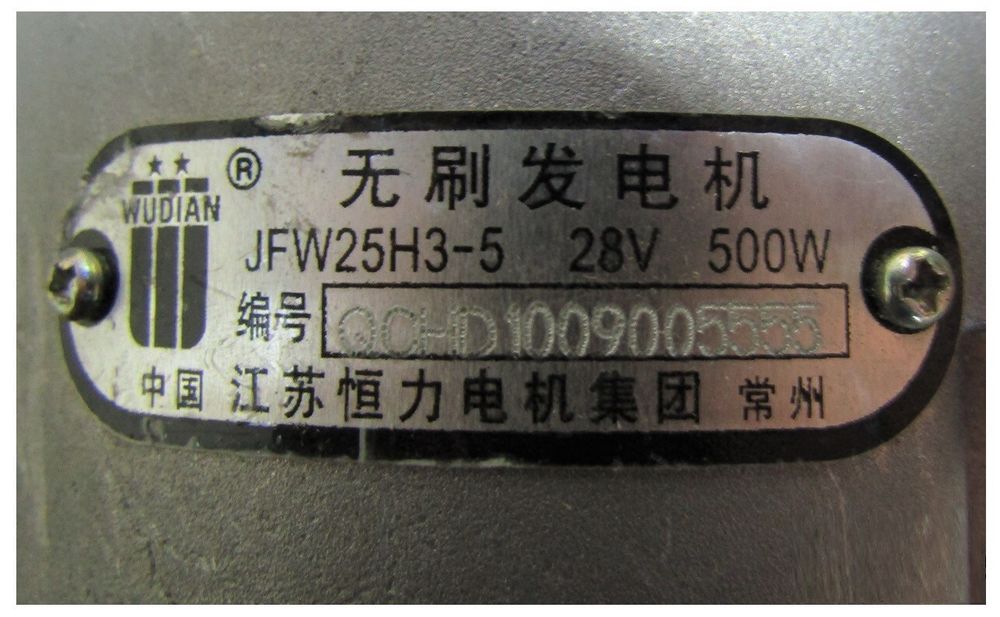 WUDIAN ® 无刷发电机
JFW25H3-5 28V 500W
编号 QCHD1009005555
中国 江苏恒力电机集团 常州